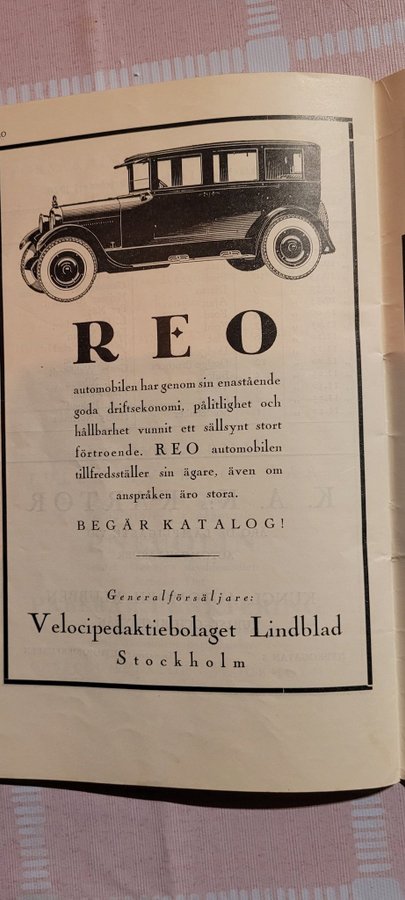 REO
automobilen har genom sin enastående
goda driftsekonomi, pålitlighet och
hållbarhet vunnit ett sällsynt stort
förtroende. REO automobilen
tillfredsställer sin ägare, även om
anspråken äro stora.
BEGÄR KATALOG!
Generalförsäljare:
Velocipedaktiebolaget Lindblad
Stockholm